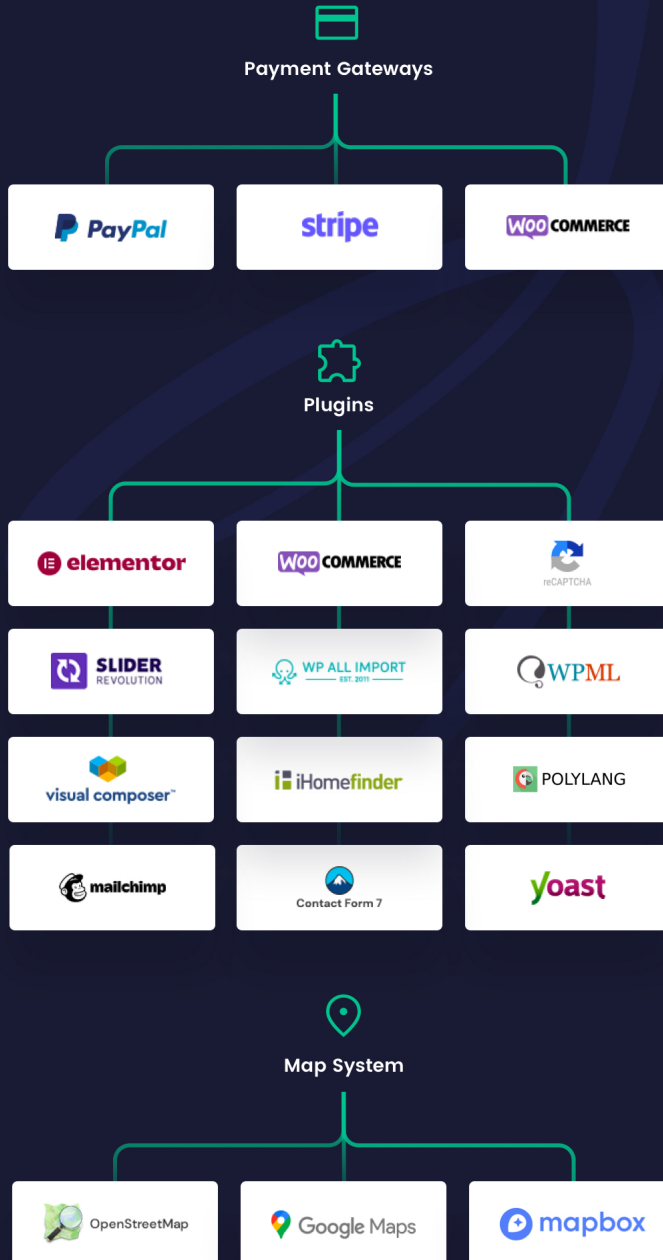 Payment Gateways
PayPal
stripe
WOO COMMERCE
Plugins
elementor
WOO COMMERCE
reCAPTCHA
SLIDER
REVOLUTION
WP ALL IMPORT
EST. 2011
WPML
visual composer™
iHomefinder
POLYLANG
mailchimp
Contact Form 7
yoast
Map System
OpenStreetMap
Google Maps
mapbox